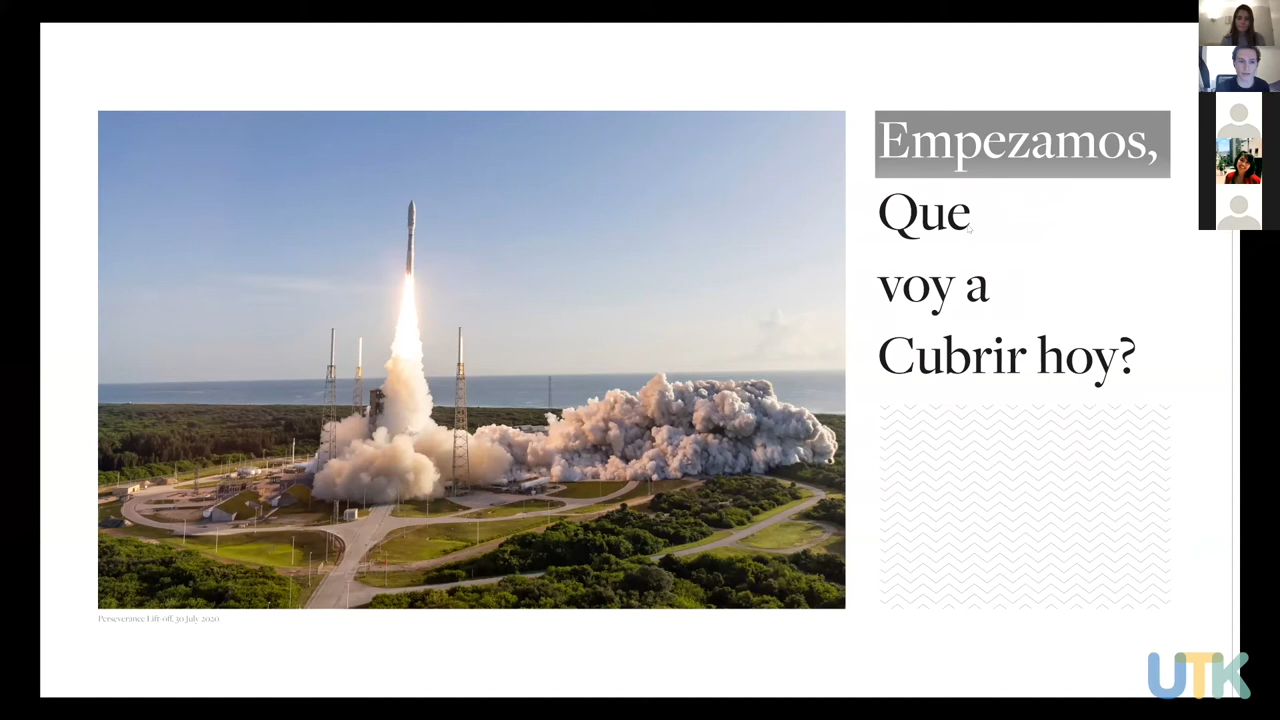 Empezamos,
Que
voy a
Cubrir hoy?
Perseverance Lift-off, 30 July 2020
UTK